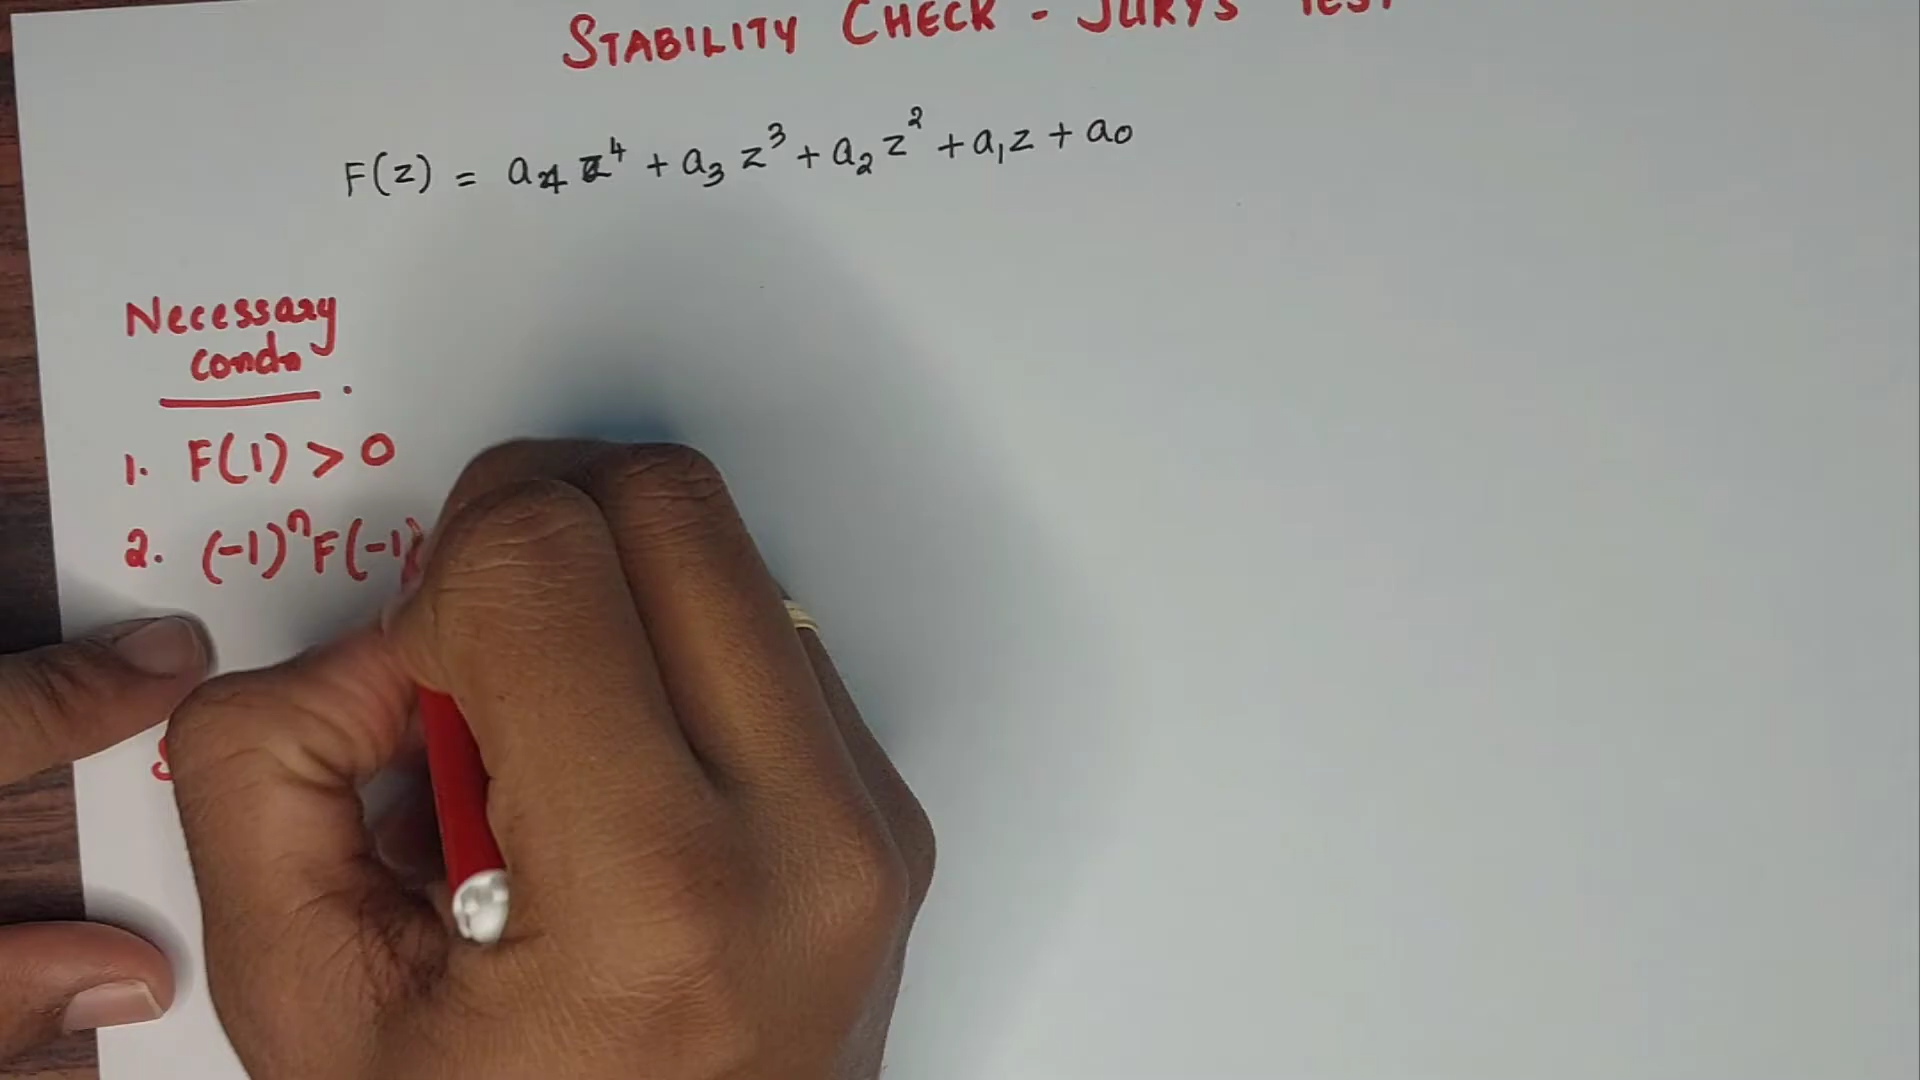 STABILITY CHECK - JURYS TEST
F(z) = a₄ z⁴ + a₃ z³ + a₂ z² + a₁z + a₀
Necessary
condn.
1. F(1) > 0
2. (-1)ⁿF(-1)
S